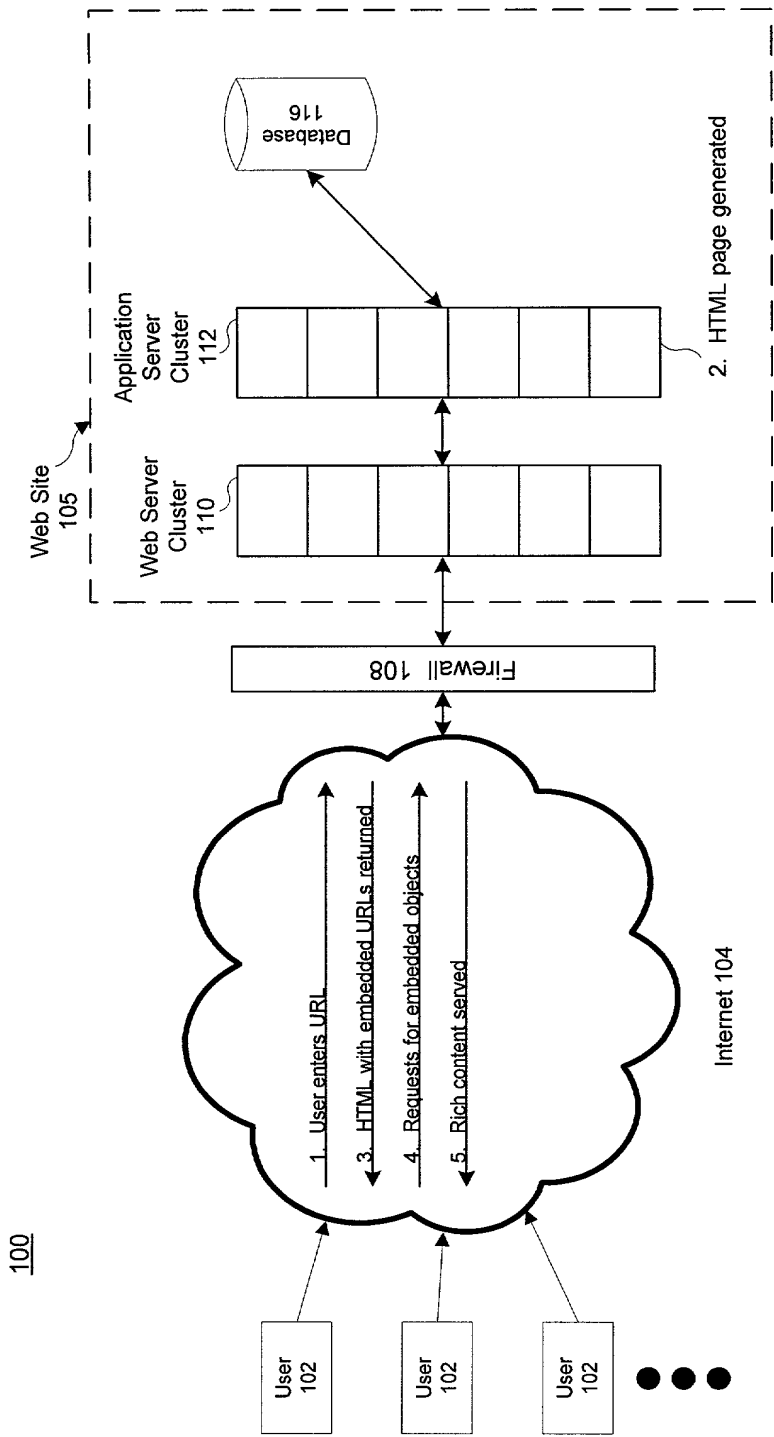 100
User
102
User
102
User
102
1. User enters URL
3. HTML with embedded URLs returned
4. Requests for embedded objects
5. Rich content served
Internet 104
Firewall 108
Web Site
105
Web Server
Cluster
110
Application
Server
Cluster
112
2. HTML page generated
Database
116